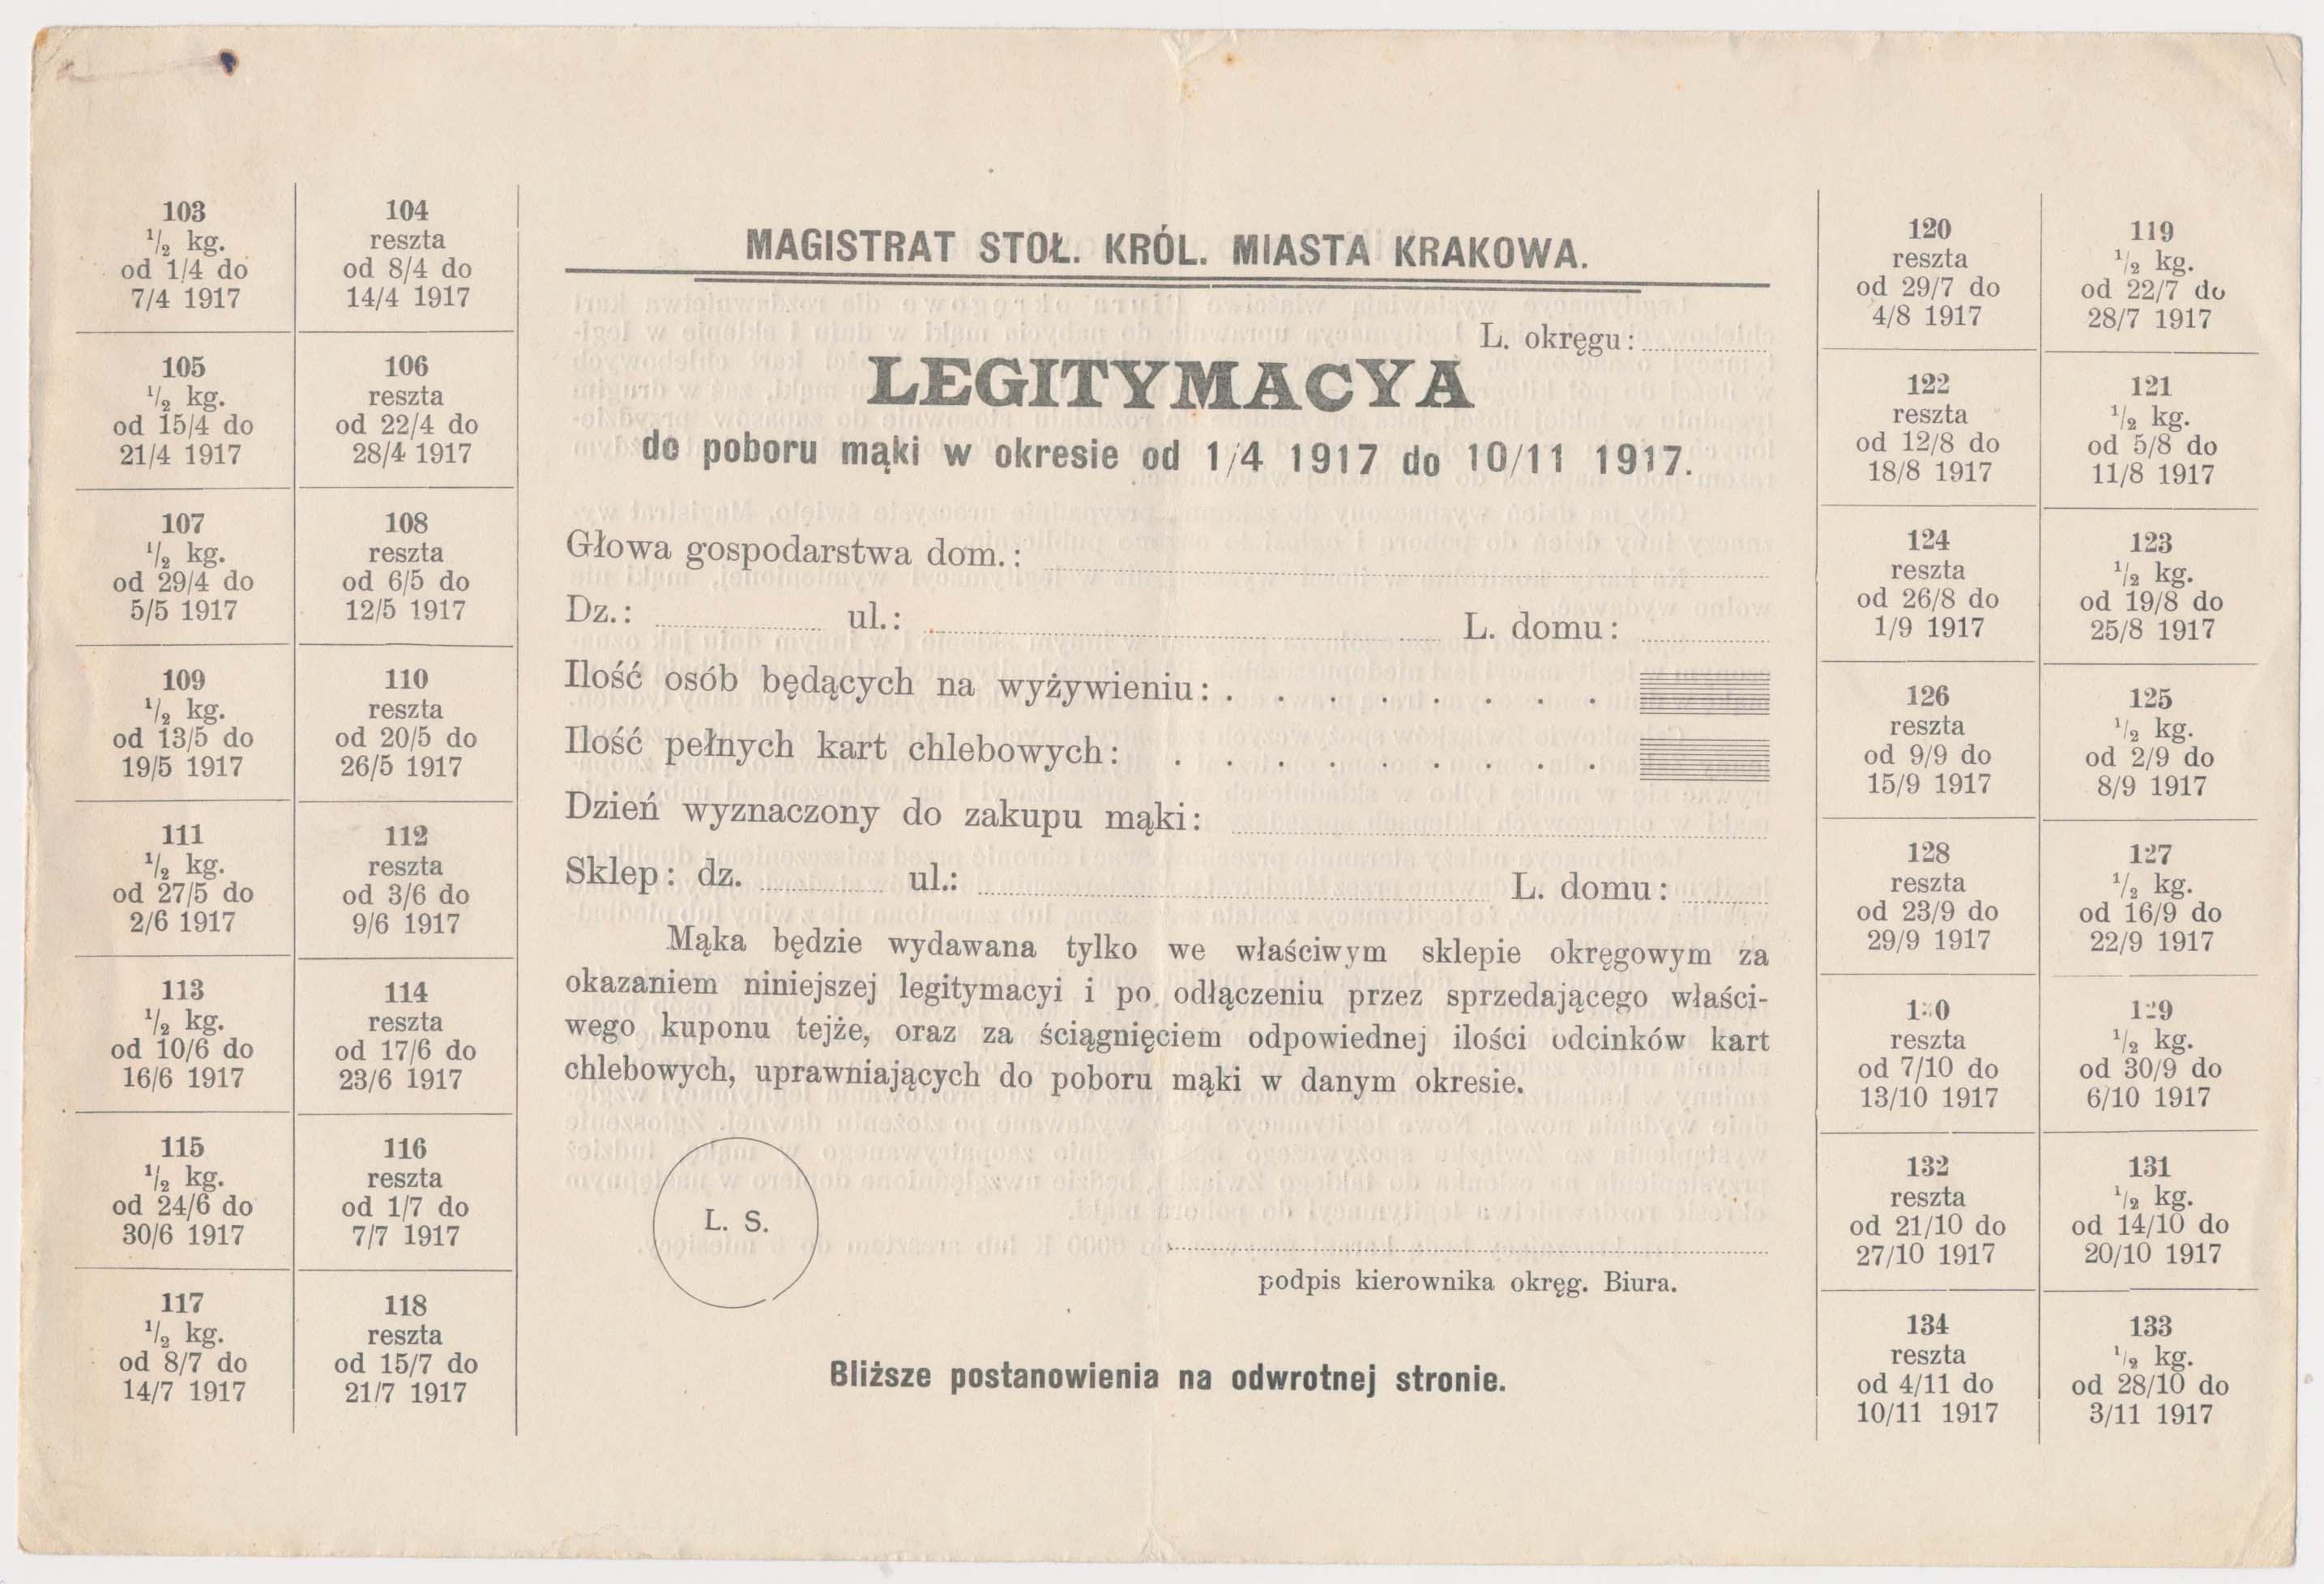 103
1/2 kg.
od 1/4 do
7/4 1917
104
reszta
od 8/4 do
14/4 1917
105
1/2 kg.
od 15/4 do
21/4 1917
106
reszta
od 22/4 do
28/4 1917
107
1/2 kg.
od 29/4 do
5/5 1917
108
reszta
od 6/5 do
12/5 1917
109
1/2 kg.
od 13/5 do
19/5 1917
110
reszta
od 20/5 do
26/5 1917
111
1/2 kg.
od 27/5 do
2/6 1917
112
reszta
od 3/6 do
9/6 1917
113
1/2 kg.
od 10/6 do
16/6 1917
114
reszta
od 17/6 do
23/6 1917
115
1/2 kg.
od 24/6 do
30/6 1917
116
reszta
od 1/7 do
7/7 1917
117
1/2 kg.
od 8/7 do
14/7 1917
118
reszta
od 15/7 do
21/7 1917
MAGISTRAT STOŁ. KRÓL. MIASTA KRAKOWA.
L. okręgu:
LEGITYMACYA
do poboru mąki w okresie od 1/4 1917 do 10/11 1917.
Głowa gospodarstwa dom.:
Dz.: ul.: L. domu:
Ilość osób będących na wyżywieniu:
Ilość pełnych kart chlebowych:
Dzień wyznaczony do zakupu mąki:
Sklep: dz. ul.: L. domu:
Mąka będzie wydawana tylko we właściwym sklepie okręgowym za
okazaniem niniejszej legitymacyi i po odłączeniu przez sprzedającego właści-
wego kuponu tejże, oraz za ściągnięciem odpowiednej ilości odcinków kart
chlebowych, uprawniających do poboru mąki w danym okresie.
L. S.
podpis kierownika okręg. Biura.
Bliższe postanowienia na odwrotnej stronie.
120
reszta
od 29/7 do
4/8 1917
119
1/2 kg.
od 22/7 do
28/7 1917
122
reszta
od 12/8 do
18/8 1917
121
1/2 kg.
od 5/8 do
11/8 1917
124
reszta
od 26/8 do
1/9 1917
123
1/2 kg.
od 19/8 do
25/8 1917
126
reszta
od 9/9 do
15/9 1917
125
1/2 kg.
od 2/9 do
8/9 1917
128
reszta
od 23/9 do
29/9 1917
127
1/2 kg.
od 16/9 do
22/9 1917
130
reszta
od 7/10 do
13/10 1917
129
1/2 kg.
od 30/9 do
6/10 1917
132
reszta
od 21/10 do
27/10 1917
131
1/2 kg.
od 14/10 do
20/10 1917
134
reszta
od 4/11 do
10/11 1917
133
1/2 kg.
od 28/10 do
3/11 1917